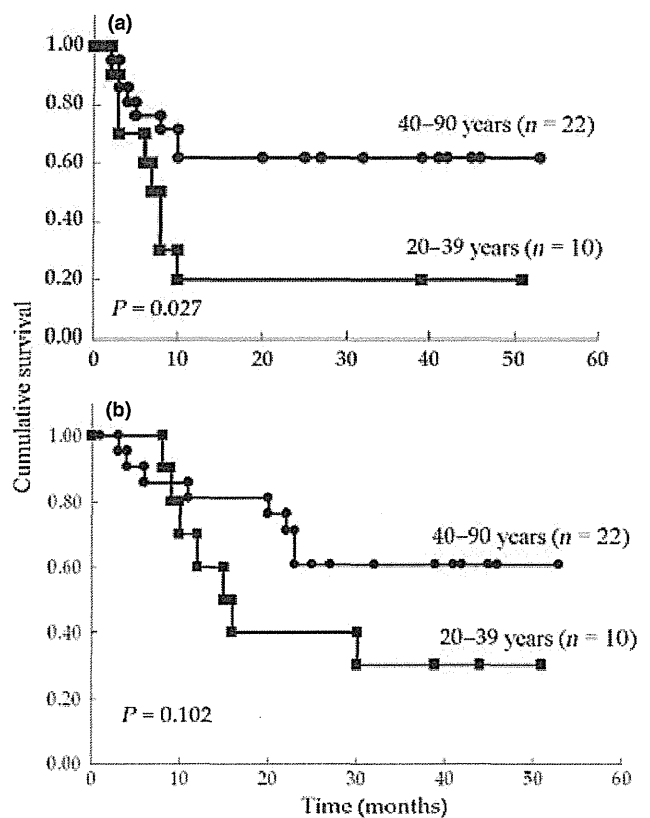 (a)
1.00
0.80
0.60
0.40
0.20
0.00
40–90 years (n = 22)
20–39 years (n = 10)
P = 0.027
0 10 20 30 40 50 60
Cumulative survival
(b)
1.00
0.80
0.60
0.40
0.20
0.00
40–90 years (n = 22)
20–39 years (n = 10)
P = 0.102
0 10 20 30 40 50 60
Time (months)